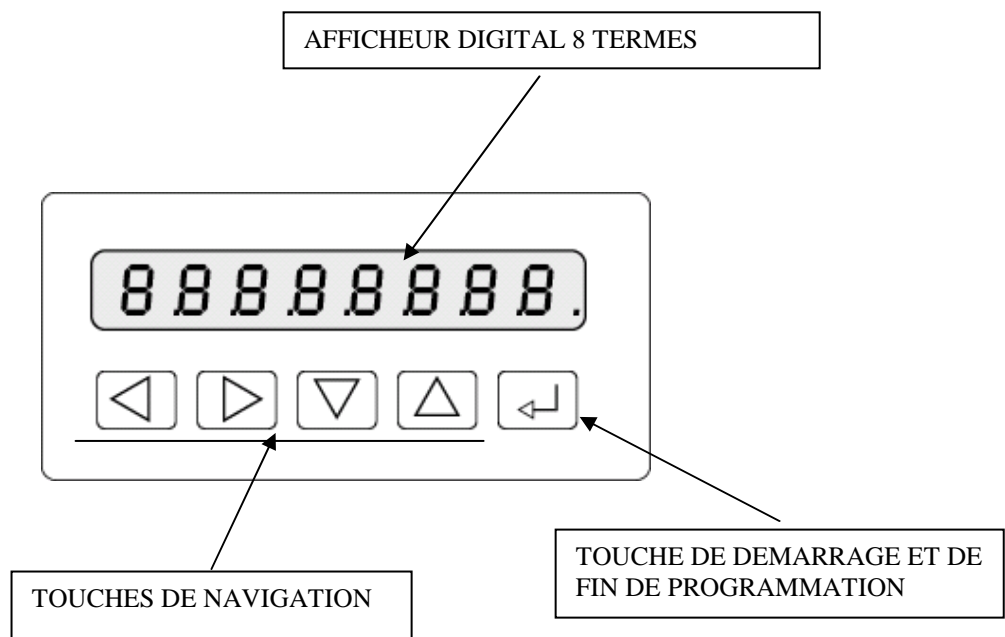 AFFICHEUR DIGITAL 8 TERMES
8.8.8.8.8.8.8.8.
TOUCHE DE DEMARRAGE ET DE
FIN DE PROGRAMMATION
TOUCHES DE NAVIGATION